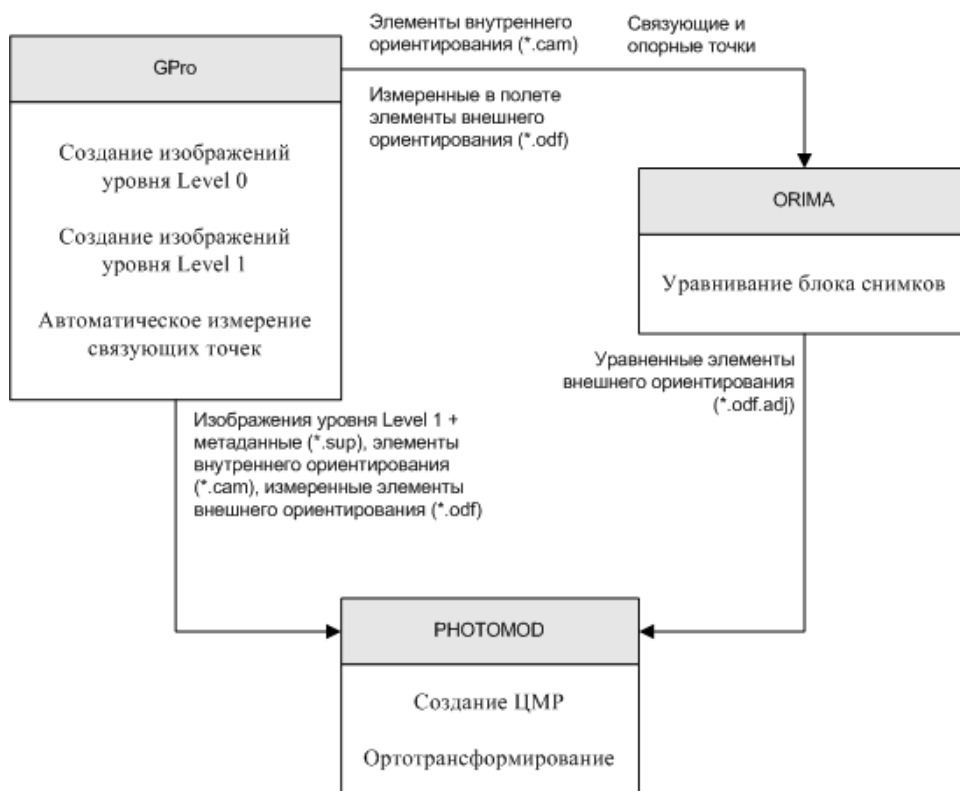 GPro
Создание изображений
уровня Level 0
Создание изображений
уровня Level 1
Автоматическое измерение
связующих точек
Элементы внутреннего
ориентирования (*.cam)
Связующие и
опорные точки
Измеренные в полете
элементы внешнего
ориентирования (*.odf)
ORIMA
Уравнивание блока снимков
Уравненные элементы
внешнего ориентирования
(*.odf.adj)
Изображения уровня Level 1 +
метаданные (*.sup), элементы
внутреннего ориентирования
(*.cam), измеренные элементы
внешнего ориентирования (*.odf)
PHOTOMOD
Создание ЦМР
Ортотрансформирование